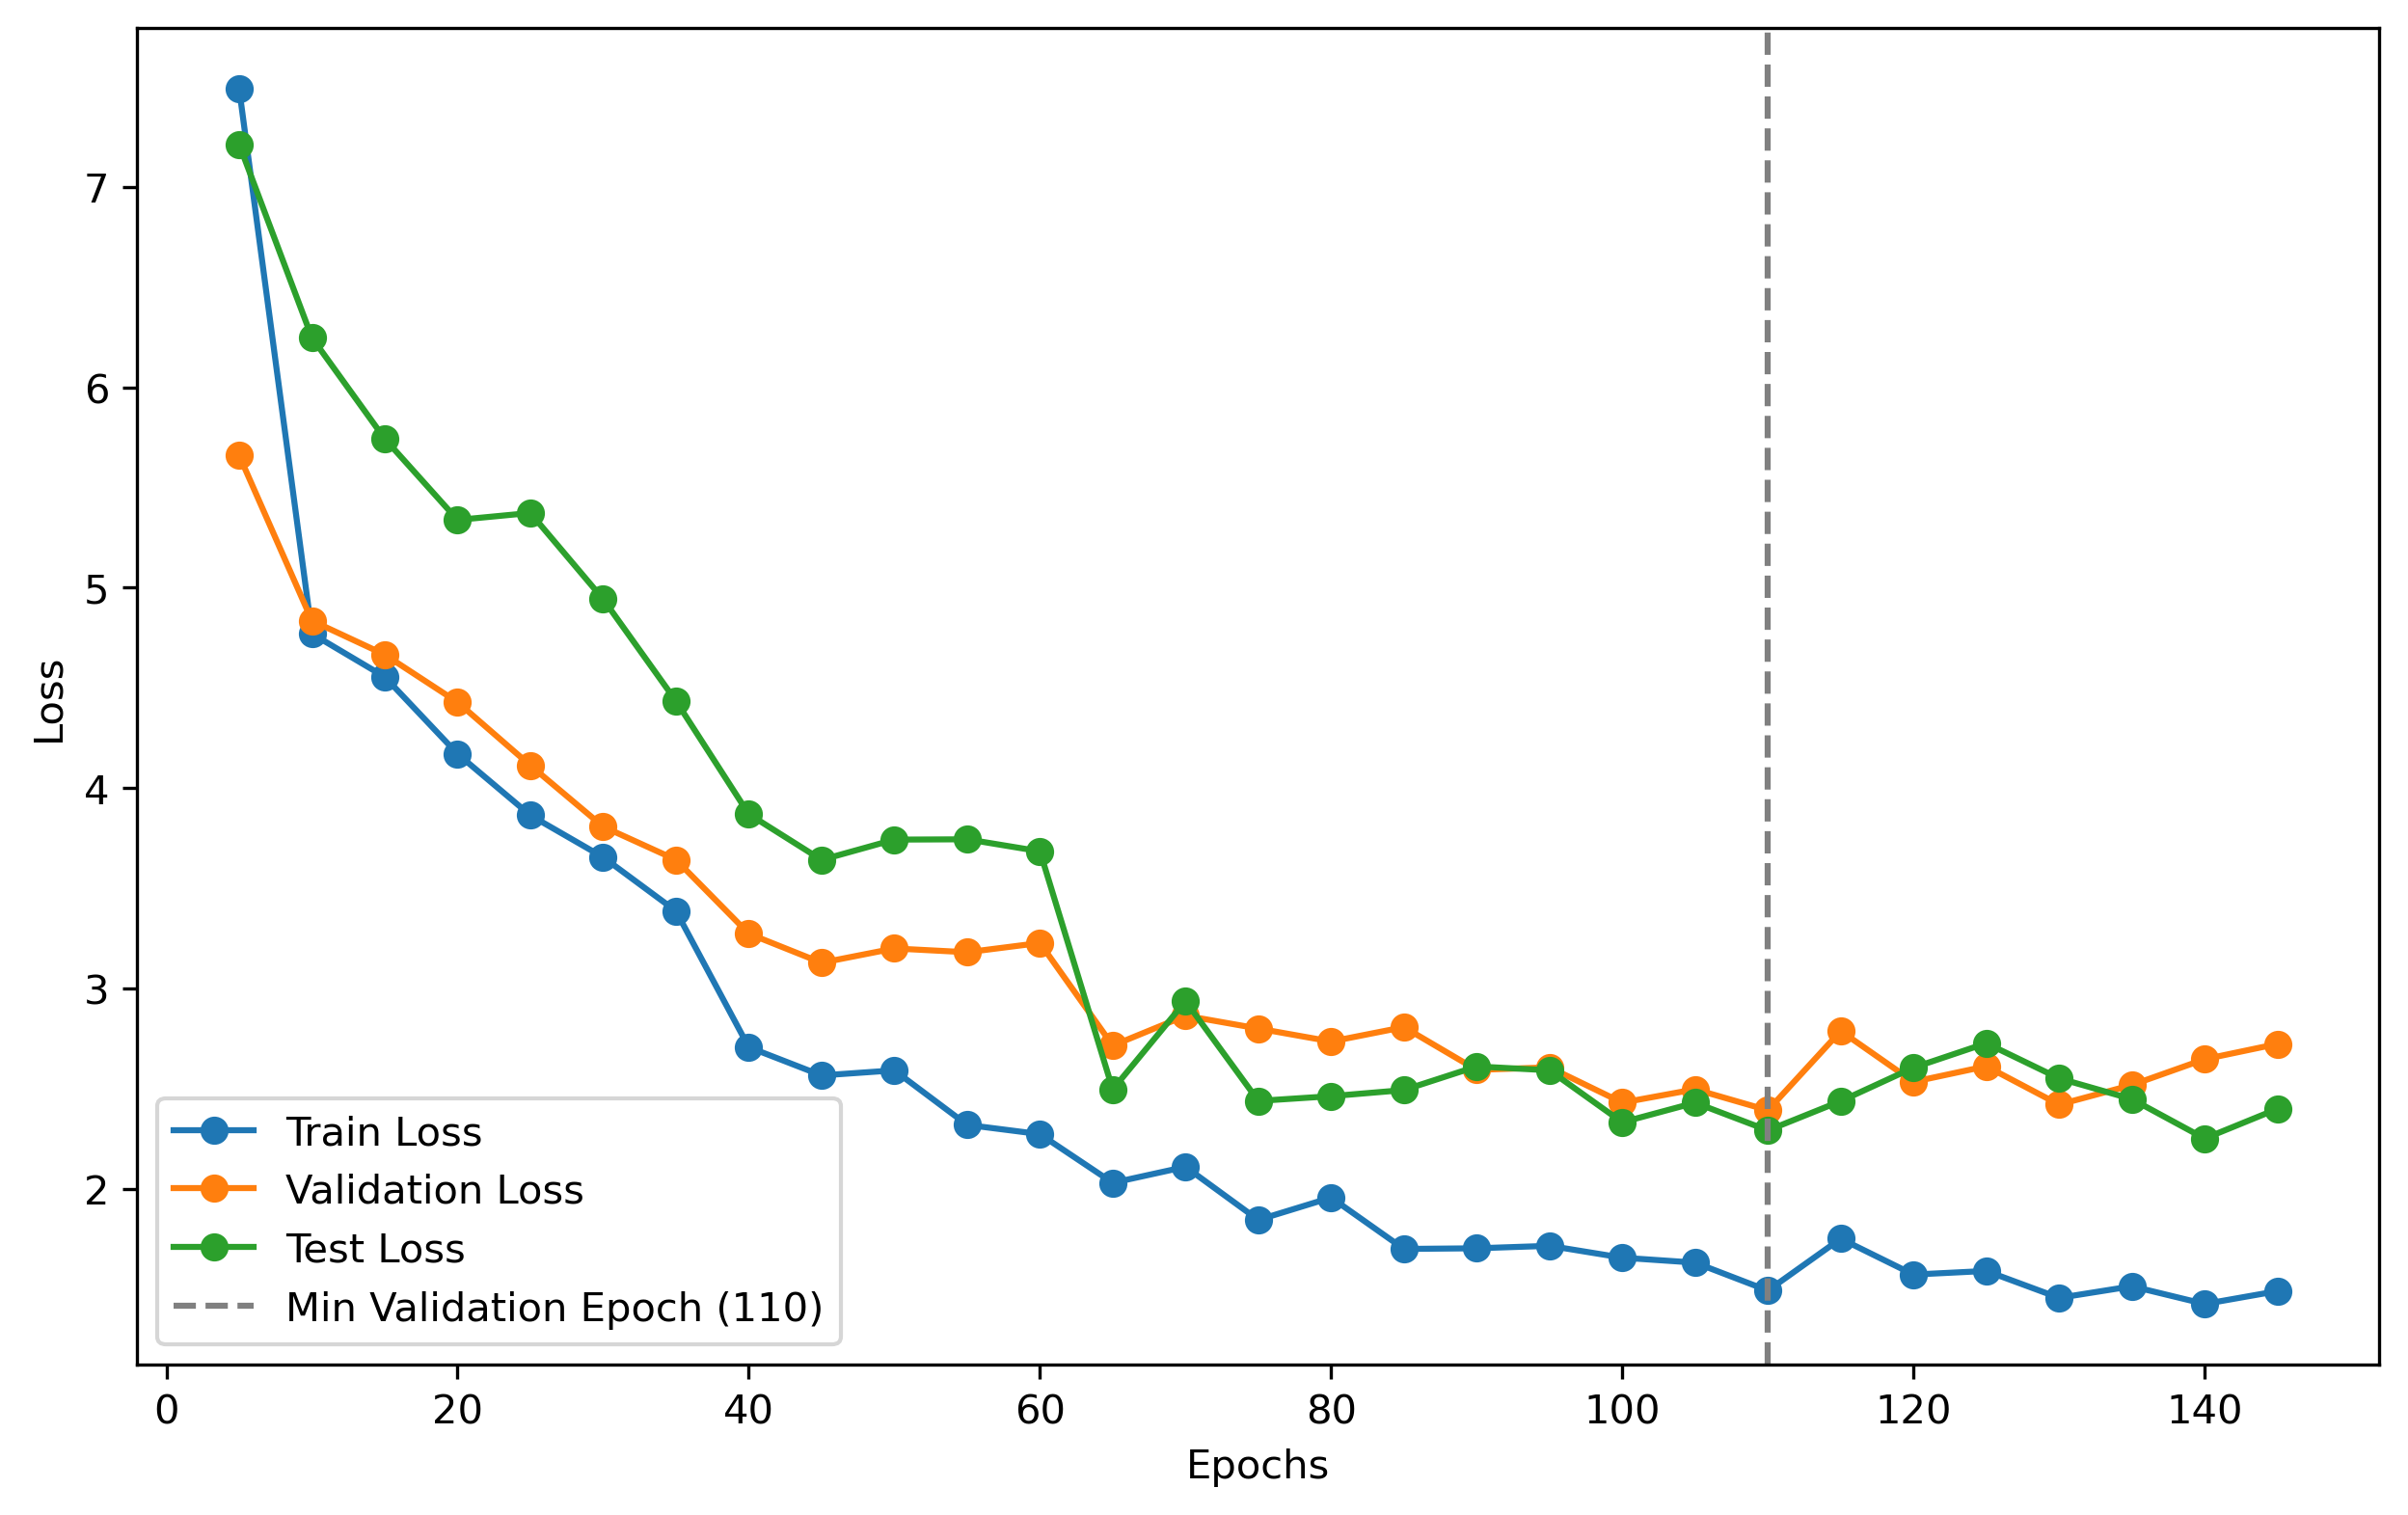 7
6
5
4
3
2
Loss
Train Loss
Validation Loss
Test Loss
Min Validation Epoch (110)
0 20 40 60 80 100 120 140
Epochs